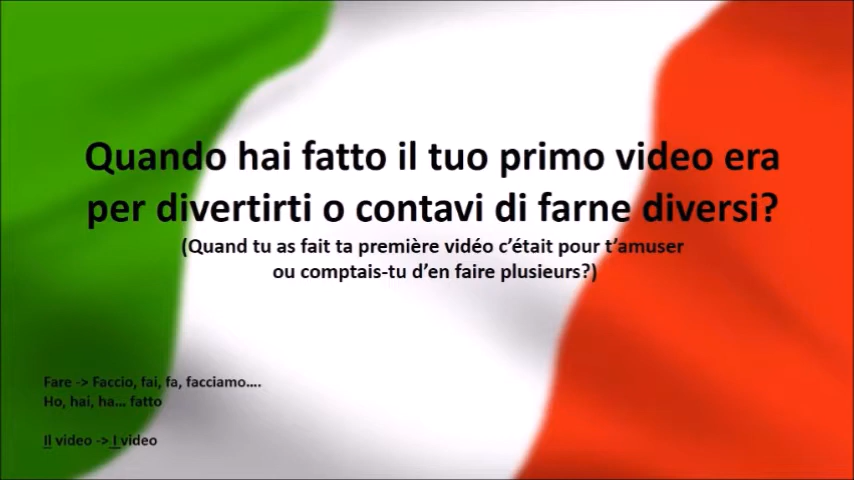 Quando hai fatto il tuo primo video era
per divertirti o contavi di farne diversi?
(Quand tu as fait ta première vidéo c'était pour t'amuser
ou comptais-tu d'en faire plusieurs?)
Fare -> Faccio, fai, fa, facciamo....
Ho, hai, ha... fatto
Il video -> I video